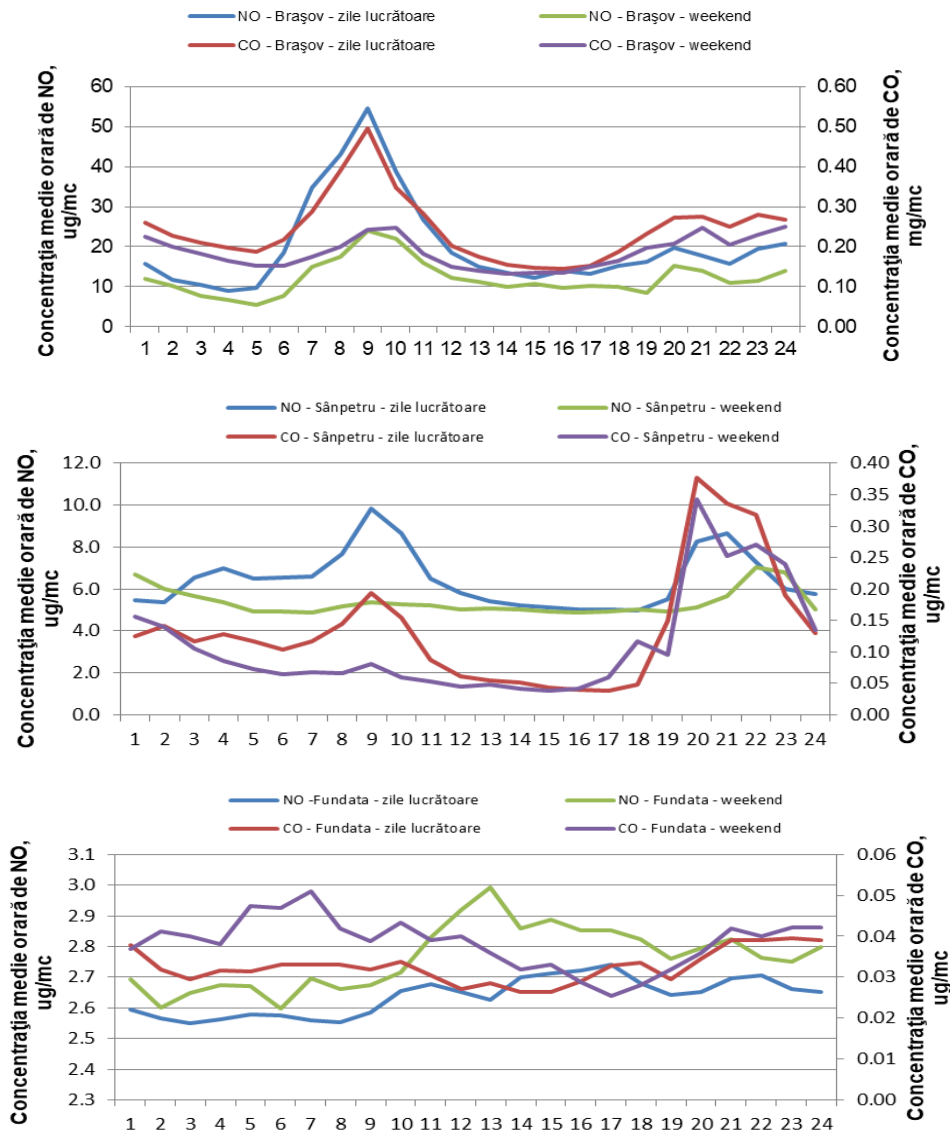 NO - Braşov - zile lucrătoare
NO - Braşov - weekend
CO - Braşov - zile lucrătoare
CO - Braşov - weekend
Concentraţia medie orară de NO,
ug/mc
60
50
40
30
20
10
0
0.60
0.50
0.40
0.30
0.20
0.10
0.00
Concentraţia medie orară de CO,
mg/mc
1 2 3 4 5 6 7 8 9 10 11 12 13 14 15 16 17 18 19 20 21 22 23 24
NO - Sânpetru - zile lucrătoare
NO - Sânpetru - weekend
CO - Sânpetru - zile lucrătoare
CO - Sânpetru - weekend
Concentraţia medie orară de NO,
ug/mc
12.0
10.0
8.0
6.0
4.0
2.0
0.0
0.40
0.35
0.30
0.25
0.20
0.15
0.10
0.05
0.00
Concentraţia medie orară de CO,
ug/mc
1 2 3 4 5 6 7 8 9 10 11 12 13 14 15 16 17 18 19 20 21 22 23 24
NO -Fundata - zile lucrătoare
NO - Fundata - weekend
CO - Fundata - zile lucrătoare
CO - Fundata - weekend
Concentraţia medie orară de NO,
ug/mc
3.1
3.0
2.9
2.8
2.7
2.6
2.5
2.4
2.3
0.06
0.05
0.04
0.03
0.02
0.01
0.00
Concentraţia medie orară de CO,
ug/mc
1 2 3 4 5 6 7 8 9 10 11 12 13 14 15 16 17 18 19 20 21 22 23 24